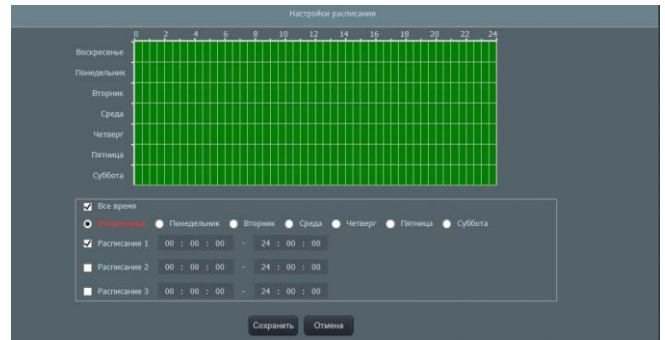 Настройки расписания
0 2 4 6 8 10 12 14 16 18 20 22 24
Воскресенье
Понедельник
Вторник
Среда
Четверг
Пятница
Суббота
Все время
Воскресенье Понедельник Вторник Среда Четверг Пятница Суббота
Расписание 1 00 : 00 : 00 - 24 : 00 : 00
Расписание 2 00 : 00 : 00 - 24 : 00 : 00
Расписание 3 00 : 00 : 00 - 24 : 00 : 00
Сохранить Отмена